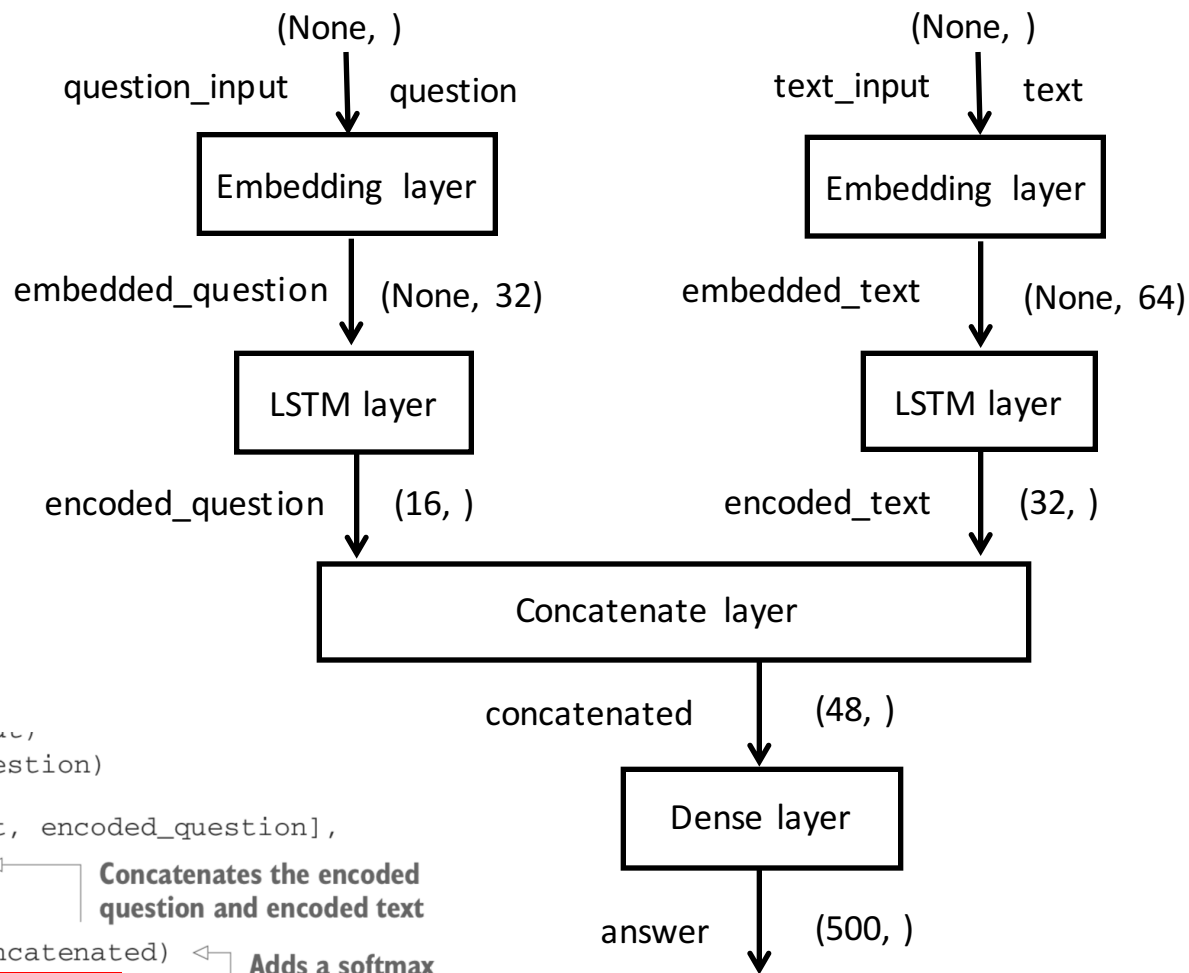 (None, ) (None, )
question_input question text_input text
Embedding layer Embedding layer
embedded_question (None, 32) embedded_text (None, 64)
LSTM layer LSTM layer
encoded_question (16, ) encoded_text (32, )
Concatenate layer
concatenated (48, )
estion)
Dense layer
, encoded_question],
Concatenates the encoded
question and encoded text
answer (500, )
ncatenated)
Adds a softmax